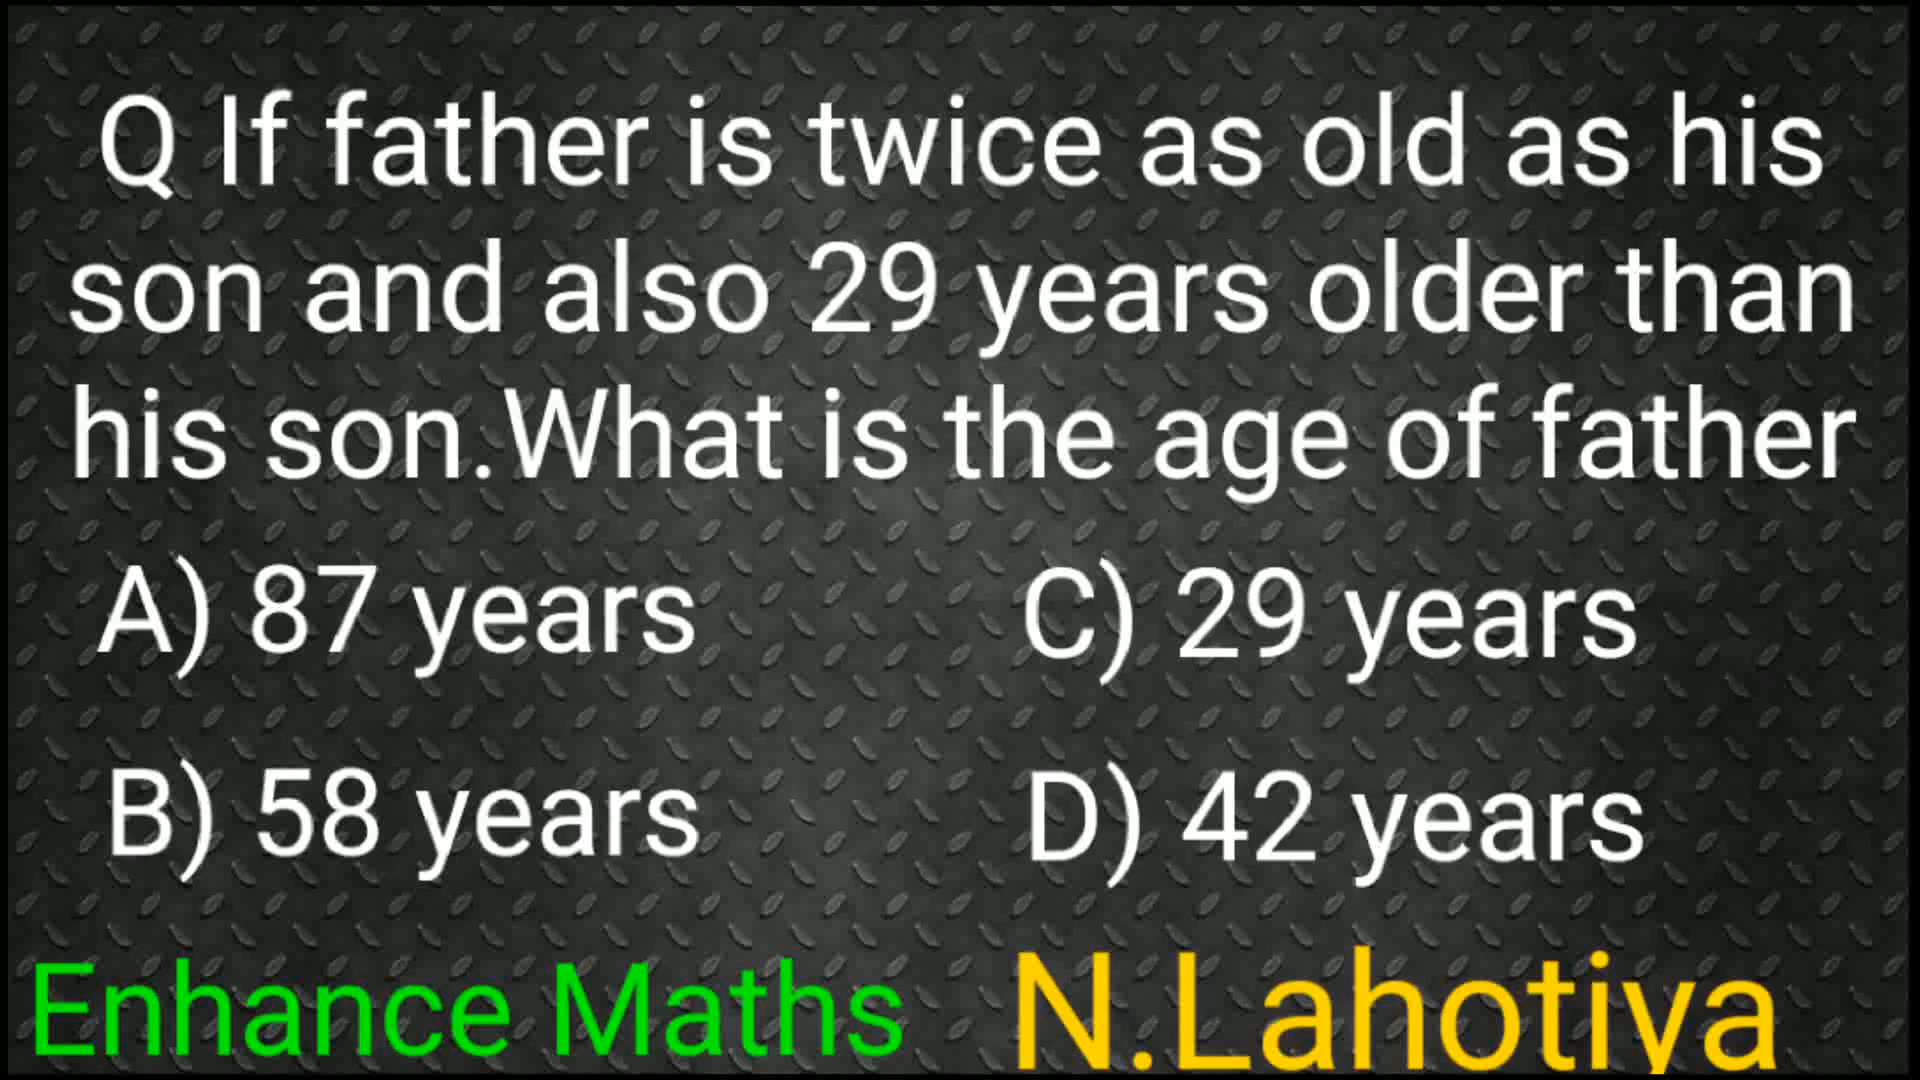 Q If father is twice as old as his
son and also 29 years older than
his son.What is the age of father
A) 87 years
C) 29 years
B) 58 years
D) 42 years
Enhance Maths
N.Lahotiya